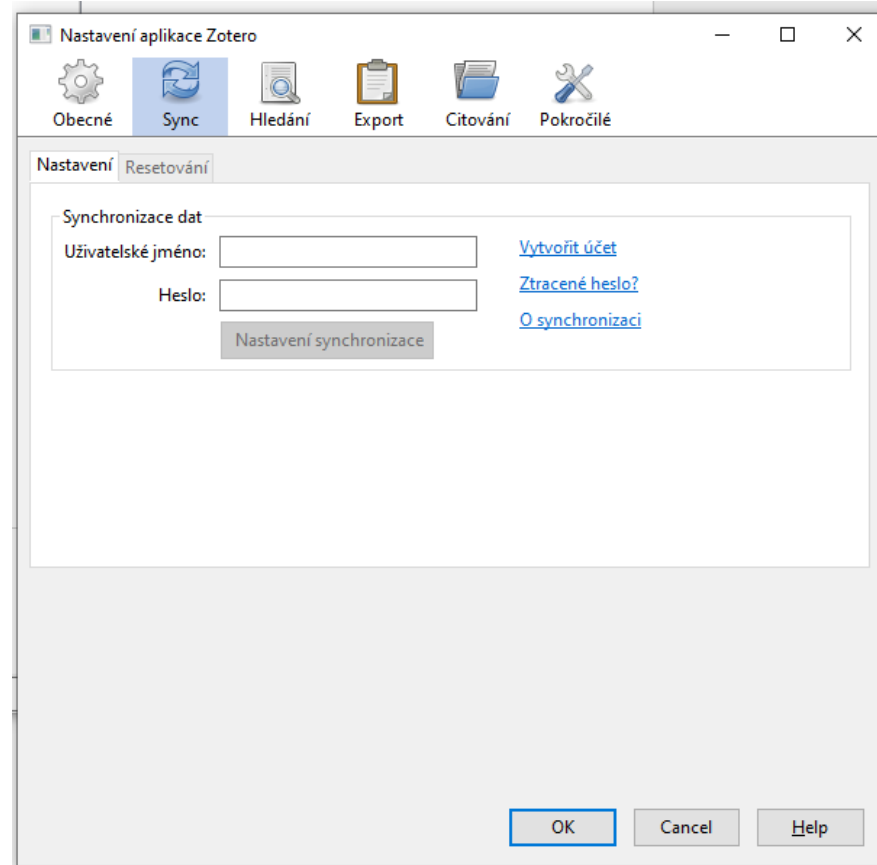 Nastavení aplikace Zotero
Obecné Sync Hledání Export Citování Pokročilé
Nastavení Resetování
Synchronizace dat
Uživatelské jméno: Vytvořit účet
Heslo: Ztracené heslo?
Nastavení synchronizace O synchronizaci
OK Cancel Help